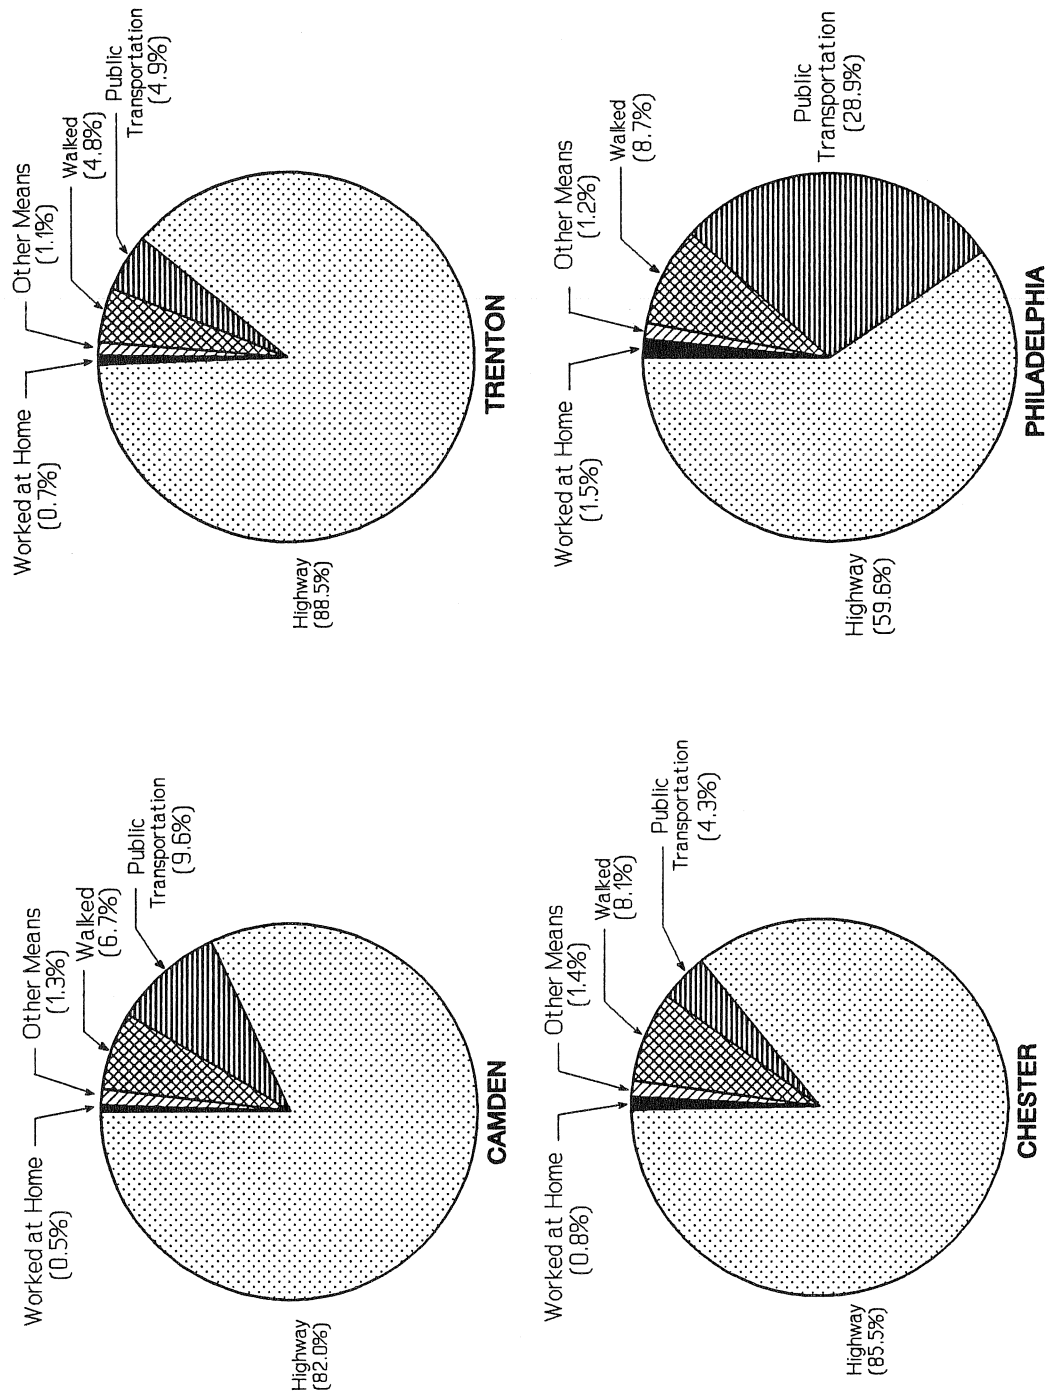 Worked at Home
(0.5%)
Other Means
(1.3%)
Walked
(6.7%)
Public
Transportation
(9.6%)
Highway
(82.0%)
CAMDEN
Worked at Home
(0.7%)
Other Means
(1.1%)
Walked
(4.8%)
Public
Transportation
(4.9%)
Highway
(88.5%)
TRENTON
Worked at Home
(0.8%)
Other Means
(1.4%)
Walked
(8.1%)
Public
Transportation
(4.3%)
Highway
(85.5%)
CHESTER
Worked at Home
(1.5%)
Other Means
(1.2%)
Walked
(8.7%)
Public
Transportation
(28.9%)
Highway
(59.6%)
PHILADELPHIA